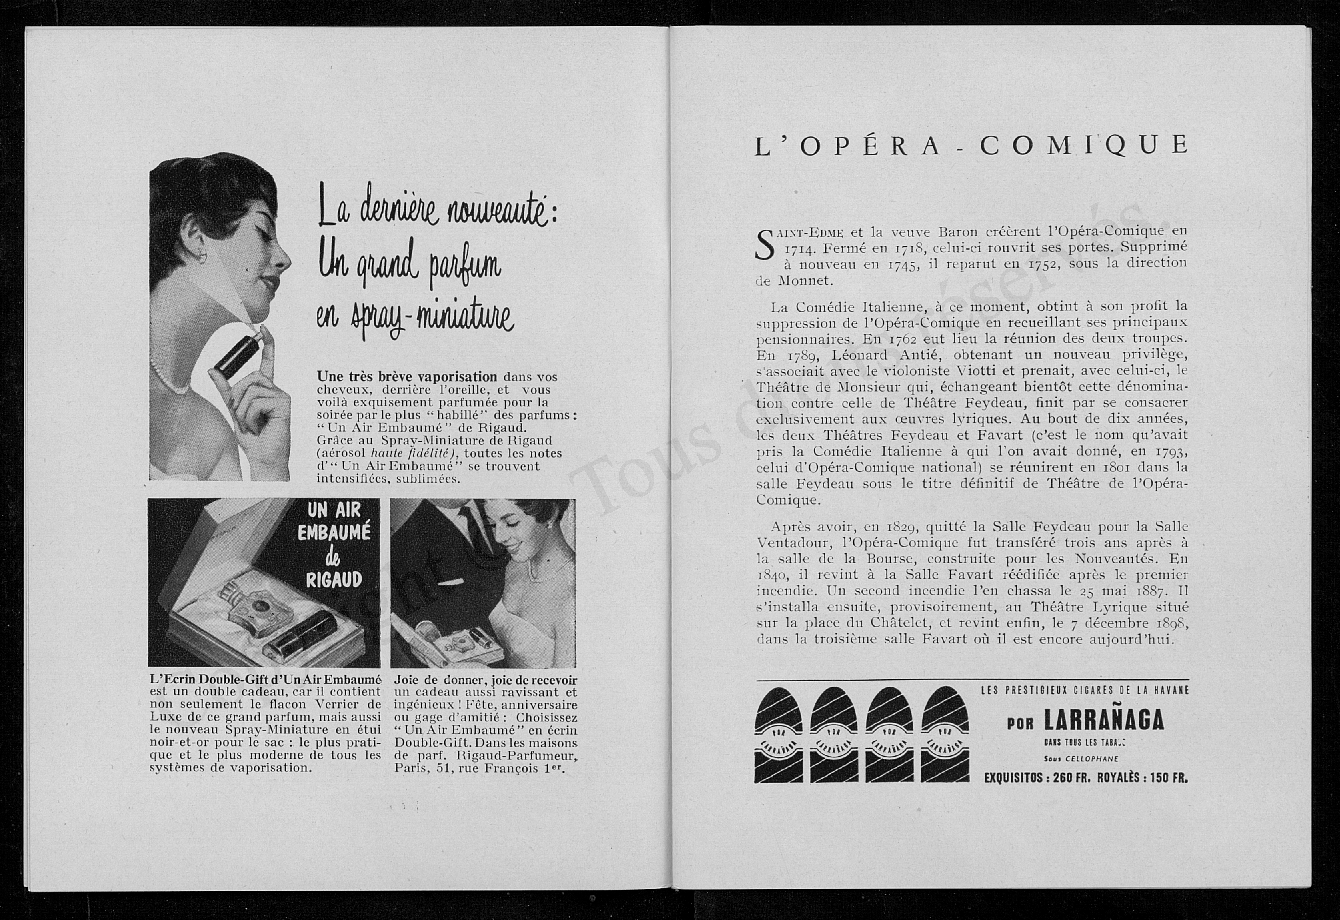 La dernière nouveauté :
Un grand parfum
en spray-miniature
Une très brève vaporisation dans vos
cheveux, derrière l'oreille, et vous
voilà exquisement parfumée pour la
soirée par le plus "habillé" des parfums :
"Un Air Embaumé" de Rigaud.
Grâce au Spray-Miniature de Rigaud
(aérosol haute fidélité), toutes les notes
d'"Un Air Embaumé" se trouvent
intensifiées, sublimées.
UN AIR
EMBAUMÉ
de
RIGAUD
L'Ecrin Double-Gift d'Un Air Embaumé
est un double cadeau, car il contient
non seulement le flacon Verrier de
Luxe de ce grand parfum, mais aussi
le nouveau Spray-Miniature en étui
noir-et-or pour le sac : le plus prati-
que et le plus moderne de tous les
systèmes de vaporisation.
Joie de donner, joie de recevoir
un cadeau aussi ravissant et
ingénieux ! Fête, anniversaire
ou gage d'amitié : Choisissez
"Un Air Embaumé" en écrin
Double-Gift. Dans les maisons
de parf. Rigaud-Parfumeur,
Paris, 51, rue François 1er.
L'OPÉRA-COMIQUE
SAINT-EDME et la veuve Baron créèrent l'Opéra-Comique en
1714. Fermé en 1718, celui-ci rouvrit ses portes. Supprimé
à nouveau en 1745, il reparut en 1752, sous la direction
de Monnet.
La Comédie Italienne, à ce moment, obtint à son profit la
suppression de l'Opéra-Comique en recueillant ses principaux
pensionnaires. En 1762 eut lieu la réunion des deux troupes.
En 1789, Léonard Antié, obtenant un nouveau privilège,
s'associait avec le violoniste Viotti et prenait, avec celui-ci, le
Théâtre de Monsieur qui, échangeant bientôt cette dénomina-
tion contre celle de Théâtre Feydeau, finit par se consacrer
exclusivement aux œuvres lyriques. Au bout de dix années,
les deux Théâtres Feydeau et Favart (c'est le nom qu'avait
pris la Comédie Italienne à qui l'on avait donné, en 1793,
celui d'Opéra-Comique national) se réunirent en 1801 dans la
salle Feydeau sous le titre définitif de Théâtre de l'Opéra-
Comique.
Après avoir, en 1829, quitté la Salle Feydeau pour la Salle
Ventadour, l'Opéra-Comique fut transféré trois ans après à
la salle de la Bourse, construite pour les Nouveautés. En
1840, il revint à la Salle Favart réédifiée après le premier
incendie. Un second incendie l'en chassa le 25 mai 1887. Il
s'installa ensuite, provisoirement, au Théâtre Lyrique situé
sur la place du Châtelet, et revint enfin, le 7 décembre 1898,
dans la troisième salle Favart où il est encore aujourd'hui.
POR LARRAÑAGA
POR LARRAÑAGA
POR LARRAÑAGA
POR LARRAÑAGA
LES PRESTIGIEUX CIGARES DE LA HAVANE
POR LARRAÑAGA
DANS TOUS LES
Sous CELLOPHANE
EXQUISITOS : 260 FR. ROYALÈS : 150 FR.